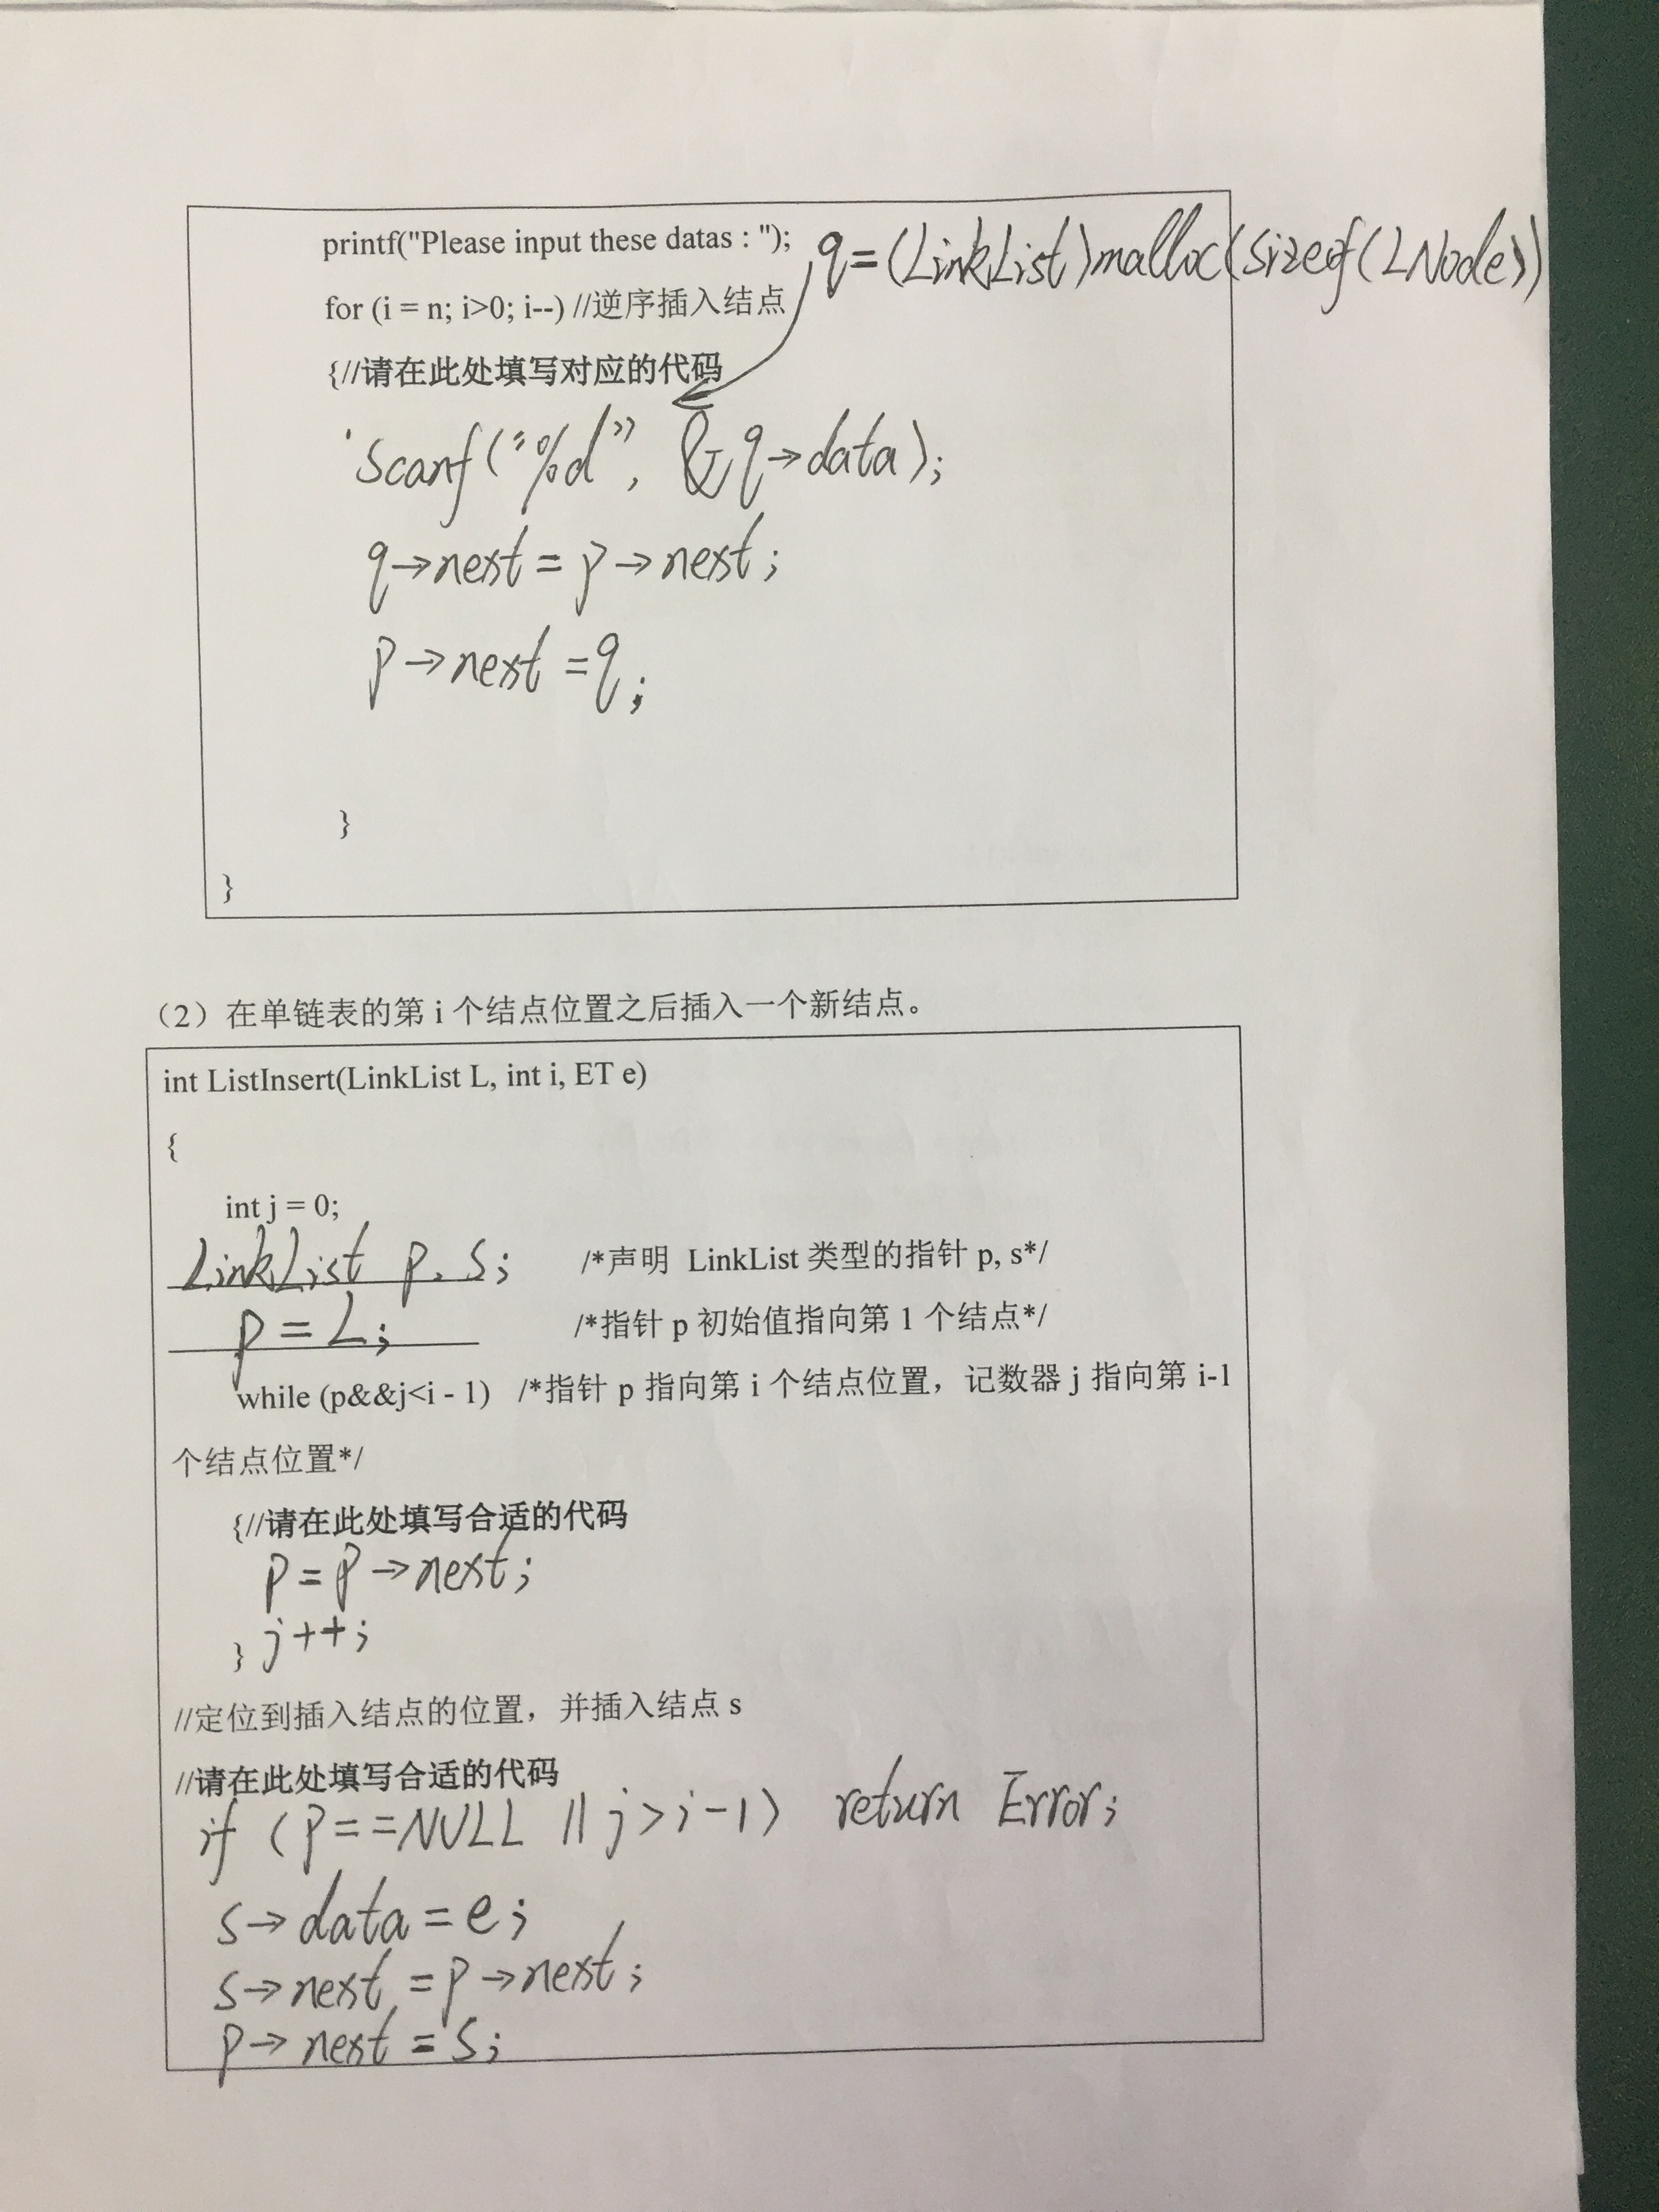 printf("Please input these datas : ");
q=(LinkList)malloc(sizeof(LNode))
for (i = n; i>0; i--) //逆序插入结点
{//请在此处填写对应的代码
scanf("%d", &q→data);
q→next = p→next;
p→next = q;
}
}
（2）在单链表的第 i 个结点位置之后插入一个新结点。
int ListInsert(LinkList L, int i, ET e)
{
int j = 0;
LinkList p, s; /*声明 LinkList 类型的指针 p, s*/
p = L; /*指针 p 初始值指向第 1 个结点*/
while (p&&j<i - 1) /*指针 p 指向第 i 个结点位置，记数器 j 指向第 i-1
个结点位置*/
{//请在此处填写合适的代码
p = p→next;
} j++;
//定位到插入结点的位置，并插入结点 s
//请在此处填写合适的代码
if (p==NULL || j>i-1) return Error;
s→data = e;
s→next = p→next;
p→next = s;